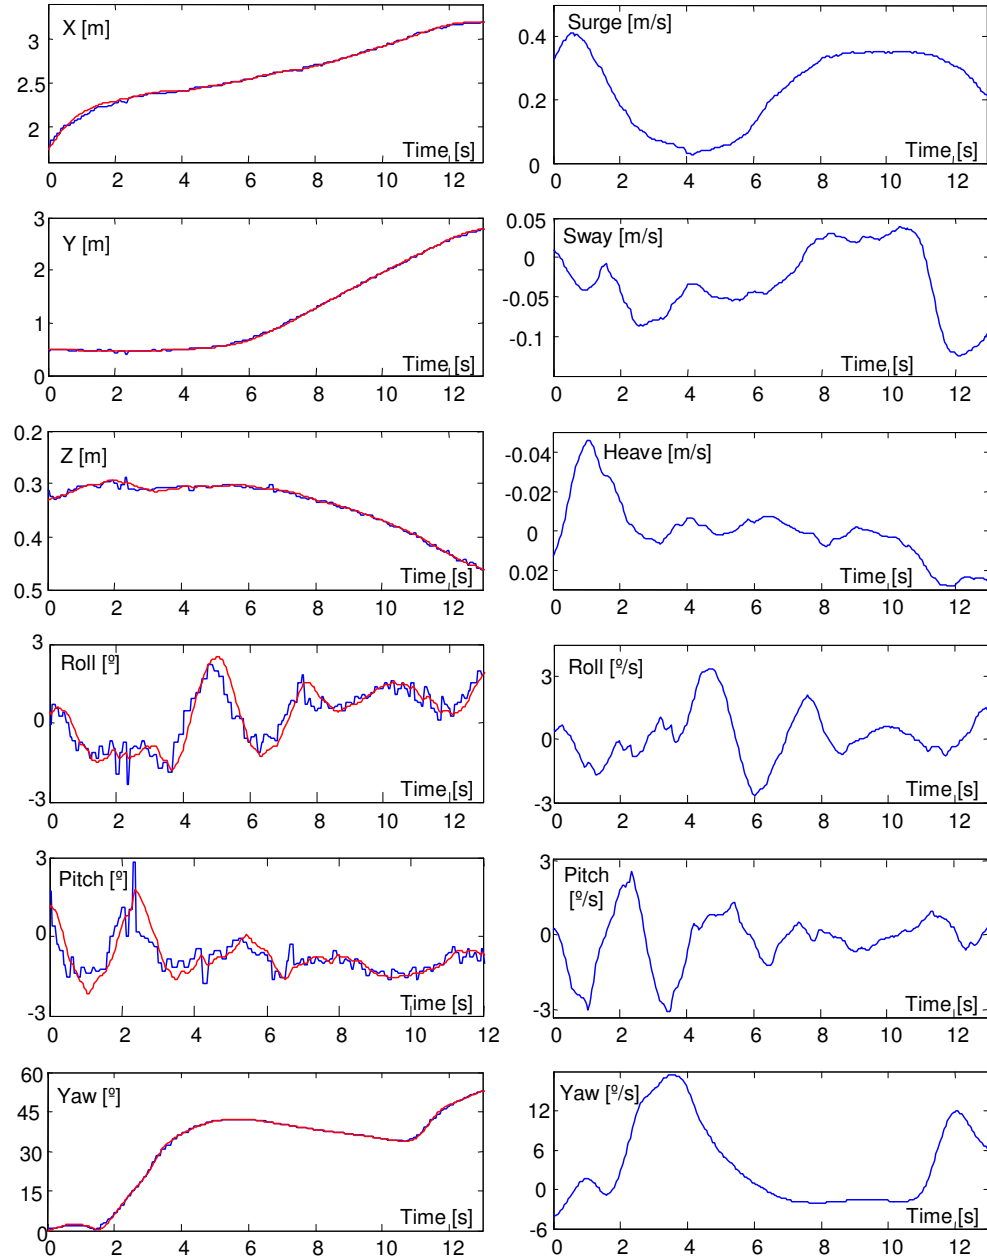 X [m]
3
2.5
2
Time [s]
0 2 4 6 8 10 12
Surge [m/s]
0.4
0.2
0
Time [s]
0 2 4 6 8 10 12
Y [m]
3
2
1
0
Time [s]
0 2 4 6 8 10 12
Sway [m/s]
0.05
0
-0.05
-0.1
Time [s]
0 2 4 6 8 10 12
Z [m]
0.2
0.3
0.4
0.5
Time [s]
0 2 4 6 8 10 12
Heave [m/s]
-0.04
-0.02
0
0.02
Time [s]
0 2 4 6 8 10 12
Roll [º]
3
0
-3
Time [s]
0 2 4 6 8 10 12
Roll [º/s]
3
0
-3
Time [s]
0 2 4 6 8 10 12
Pitch [º]
3
0
-3
Time [s]
0 2 4 6 8 10 12
Pitch
[º/s]
3
0
-3
Time [s]
0 2 4 6 8 10 12
Yaw [º]
60
45
30
15
0
Time [s]
0 2 4 6 8 10 12
Yaw [º/s]
12
6
0
-6
Time [s]
0 2 4 6 8 10 12